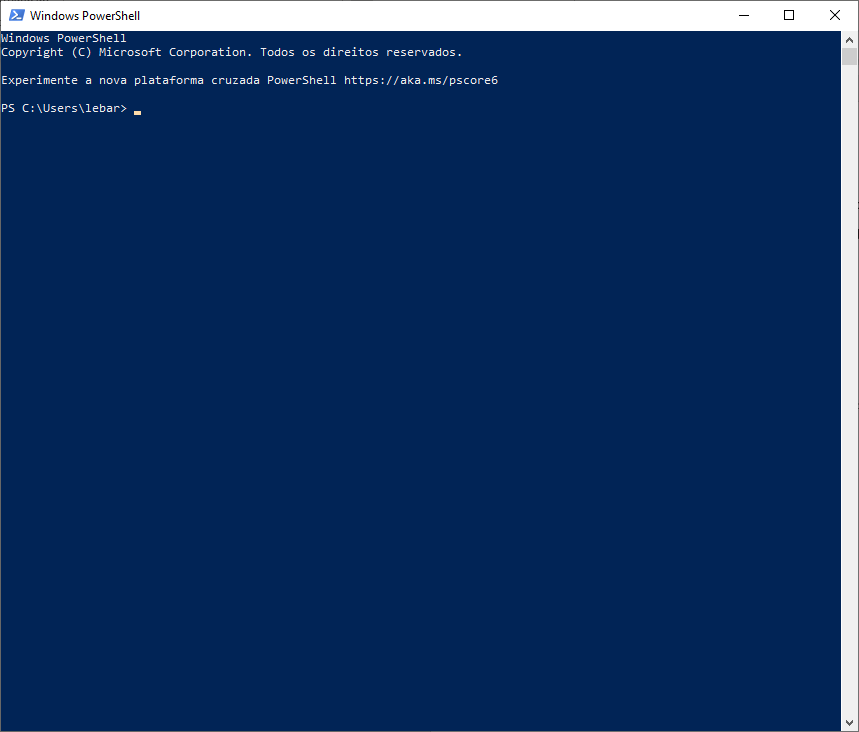 Windows PowerShell
Windows PowerShell
Copyright (C) Microsoft Corporation. Todos os direitos reservados.
Experimente a nova plataforma cruzada PowerShell https://aka.ms/pscore6
PS C:\Users\lebar>